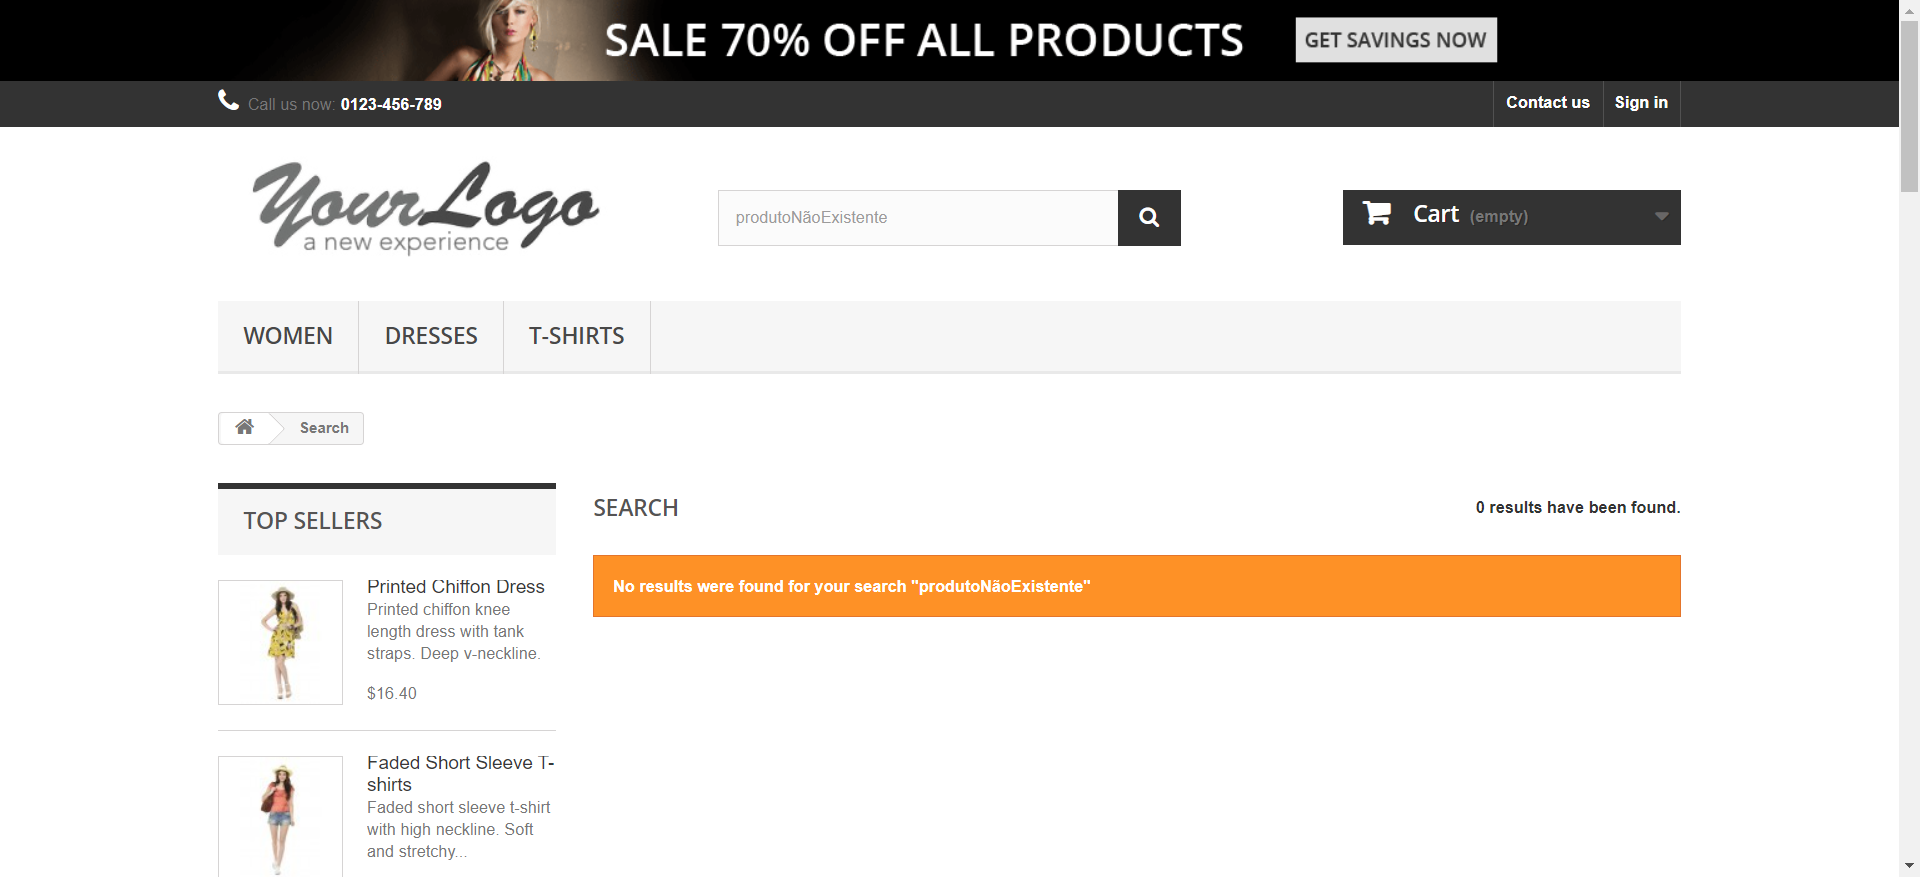 SALE 70% OFF ALL PRODUCTS
GET SAVINGS NOW
Call us now: 0123-456-789
Contact us
Sign in
Your Logo
a new experience
produtoNãoExistente
Cart (empty)
WOMEN
DRESSES
T-SHIRTS
Search
TOP SELLERS
Printed Chiffon Dress
Printed chiffon knee
length dress with tank
straps. Deep v-neckline.
$16.40
Faded Short Sleeve T-
shirts
Faded short sleeve t-shirt
with high neckline. Soft
and stretchy...
SEARCH
0 results have been found.
No results were found for your search "produtoNãoExistente"